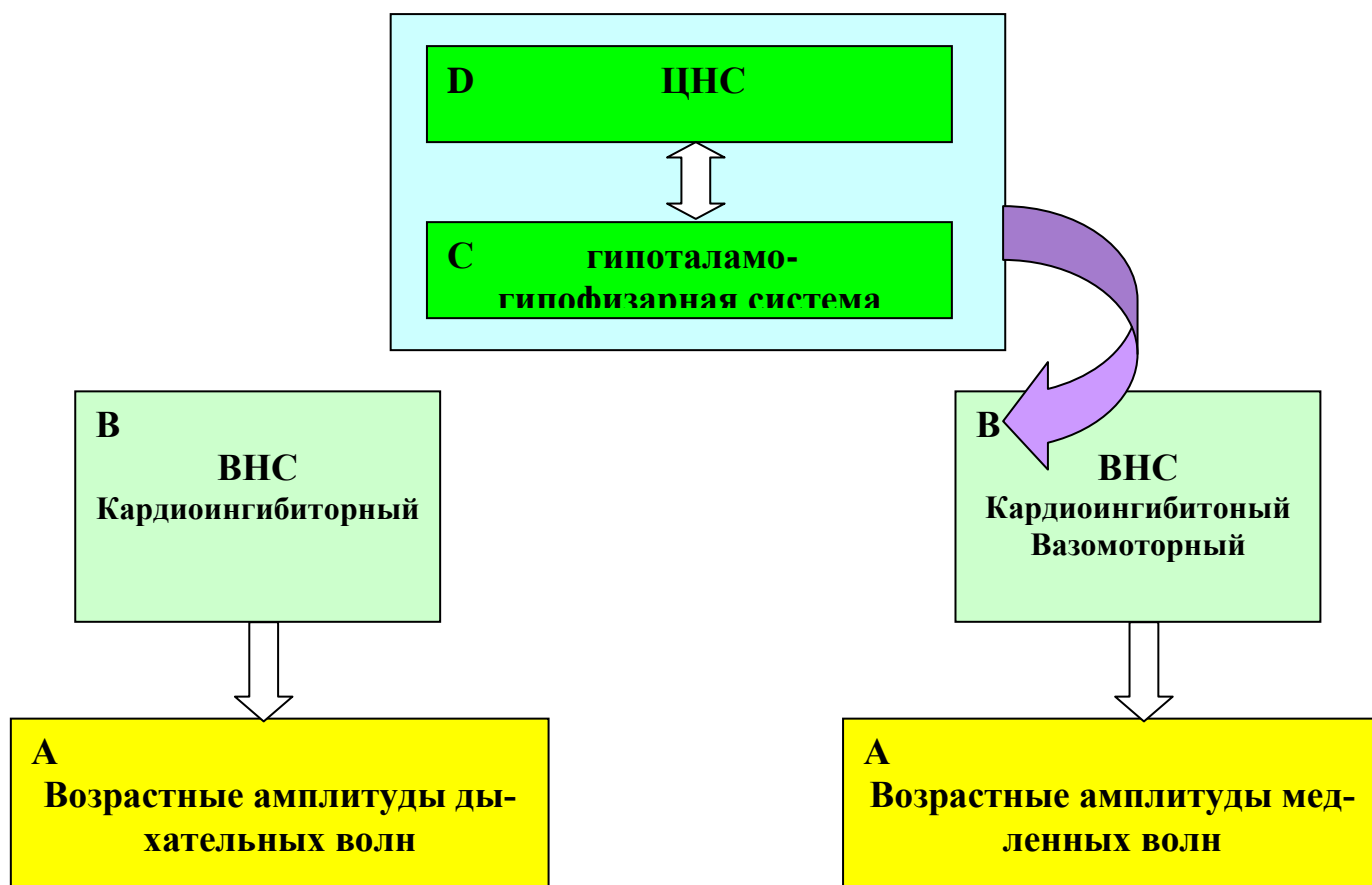 D ЦНС
C гипоталамо-
гипофизарная система
B
ВНС
Кардиоингибиторный
B
ВНС
Кардиоингибитоный
Вазомоторный
A
Возрастные амплитуды ды-
хательных волн
A
Возрастные амплитуды мед-
ленных волн